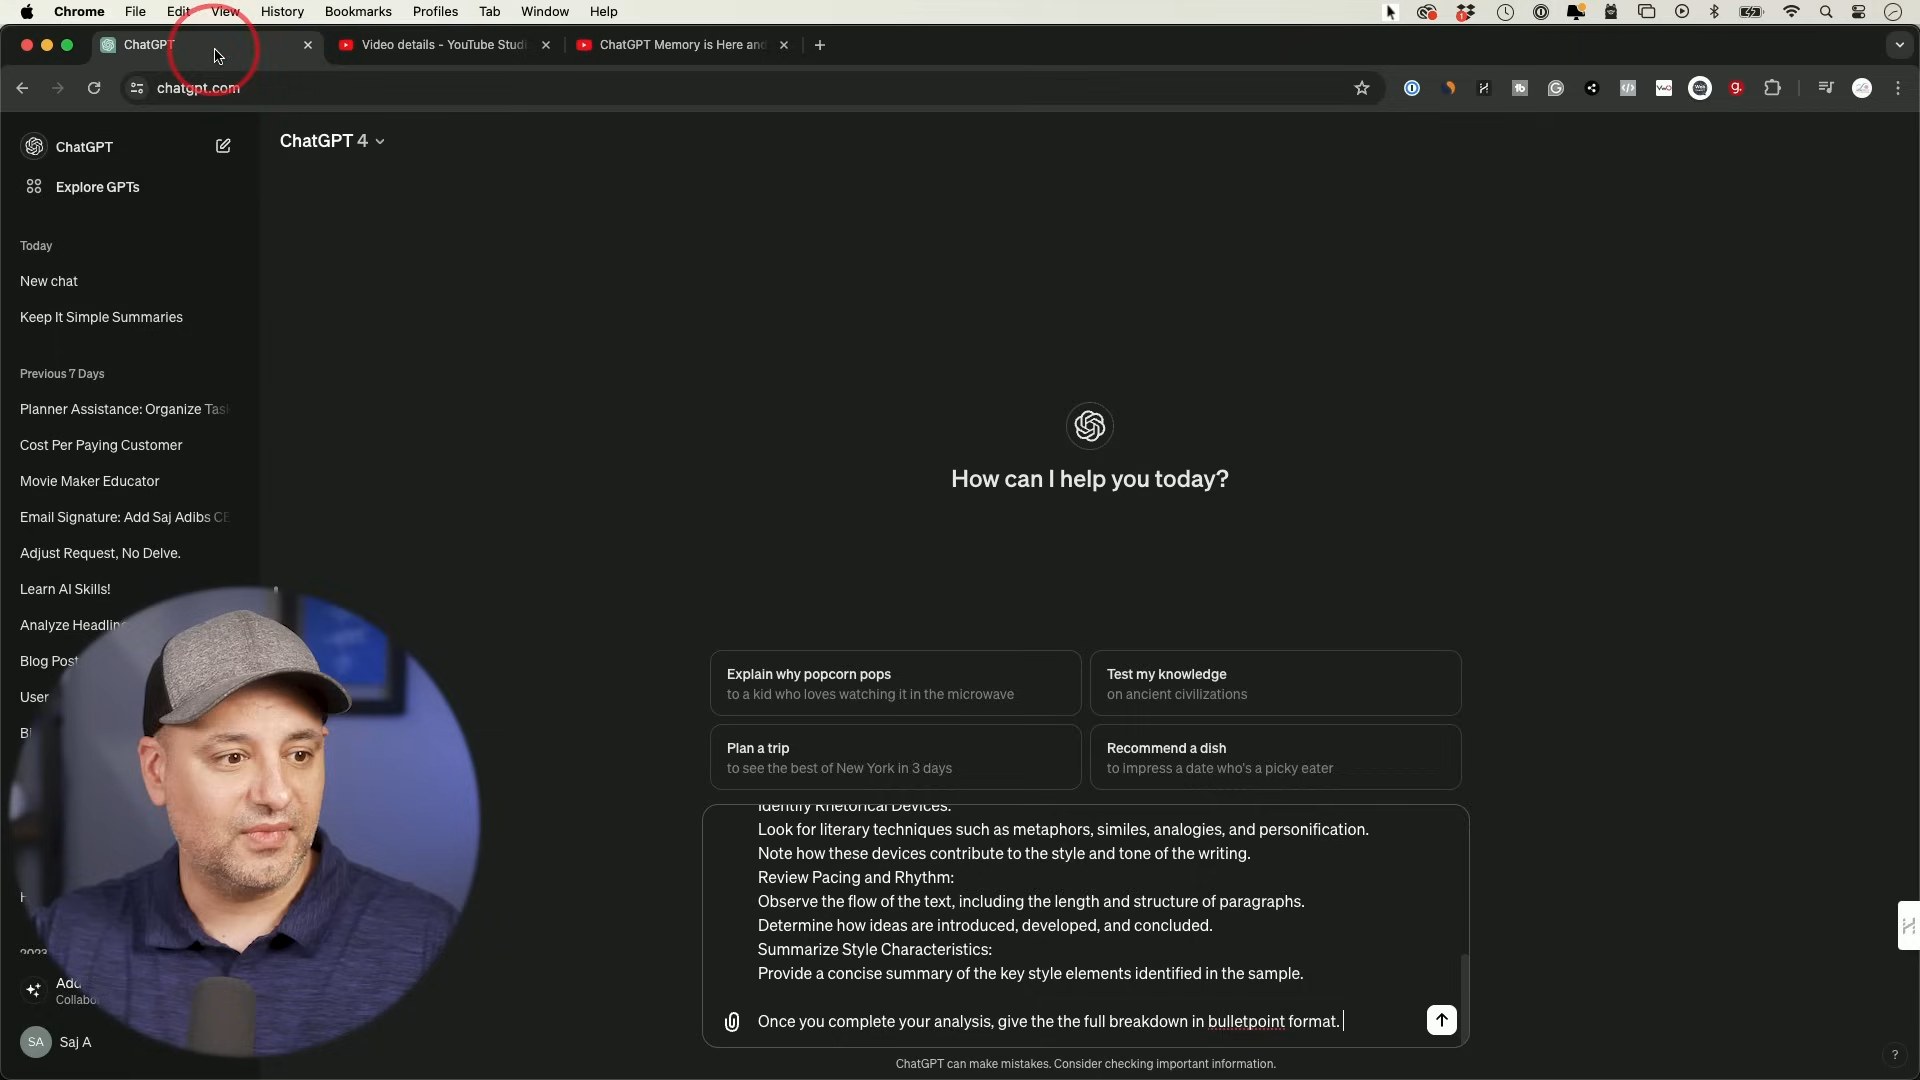 Chrome File Edit View History Bookmarks Profiles Tab Window Help
ChatGPT
Video details - YouTube Studi
ChatGPT Memory is Here and
chatgpt.com
ChatGPT
ChatGPT 4
Explore GPTs
Today
New chat
Keep It Simple Summaries
Previous 7 Days
Planner Assistance: Organize Tas
Cost Per Paying Customer
Movie Maker Educator
Email Signature: Add Saj Adibs CE
Adjust Request, No Delve.
Learn AI Skills!
Analyze Headlin
Blog Post
User
2023
Add
Collabo
SA
Saj A
How can I help you today?
Explain why popcorn pops
to a kid who loves watching it in the microwave
Test my knowledge
on ancient civilizations
Plan a trip
to see the best of New York in 3 days
Recommend a dish
to impress a date who's a picky eater
Identify Rhetorical Devices:
Look for literary techniques such as metaphors, similes, analogies, and personification.
Note how these devices contribute to the style and tone of the writing.
Review Pacing and Rhythm:
Observe the flow of the text, including the length and structure of paragraphs.
Determine how ideas are introduced, developed, and concluded.
Summarize Style Characteristics:
Provide a concise summary of the key style elements identified in the sample.
Once you complete your analysis, give the the full breakdown in bulletpoint format.
ChatGPT can make mistakes. Consider checking important information.
?